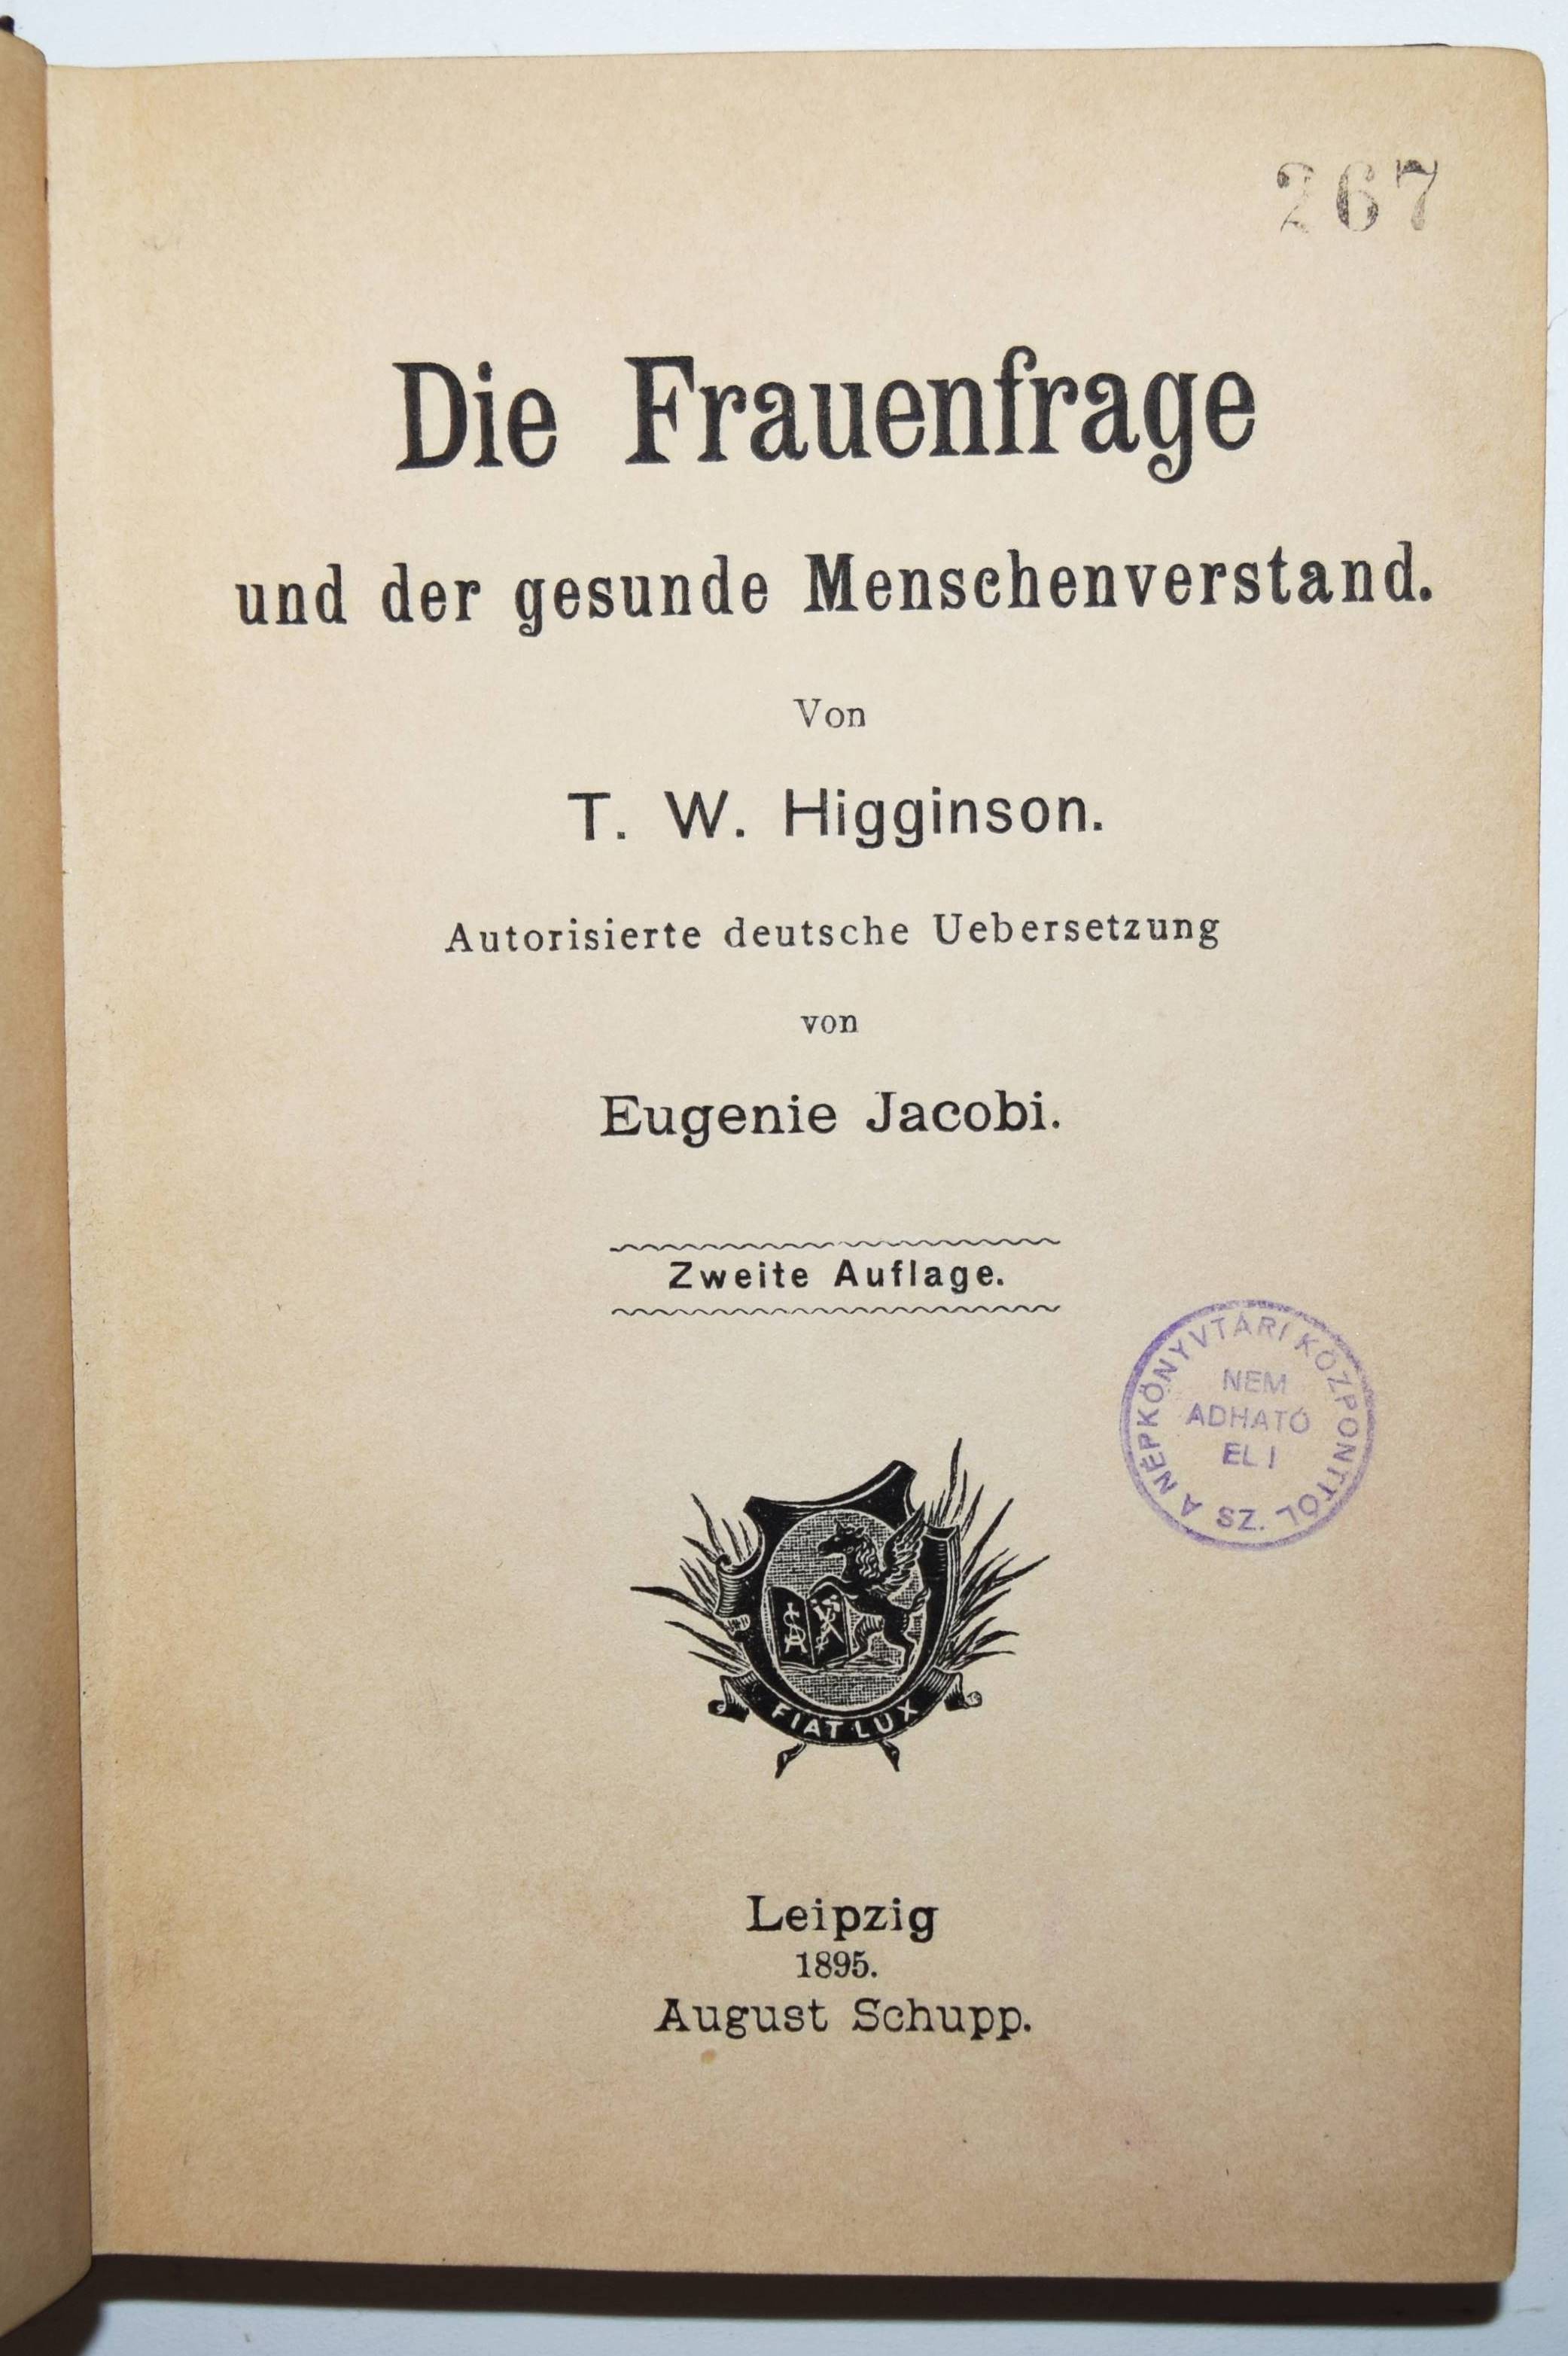 267
Die Frauenfrage
und der gesunde Menschenverstand.
Von
T. W. Higginson.
Autorisierte deutsche Uebersetzung
von
Eugenie Jacobi.
Zweite Auflage.
A NÉPKÖNYVTÁRI KÖZPONTTÓL
NEM
ADHATÓ
EL!
SZ.
FIAT LUX
Leipzig
1895.
August Schupp.